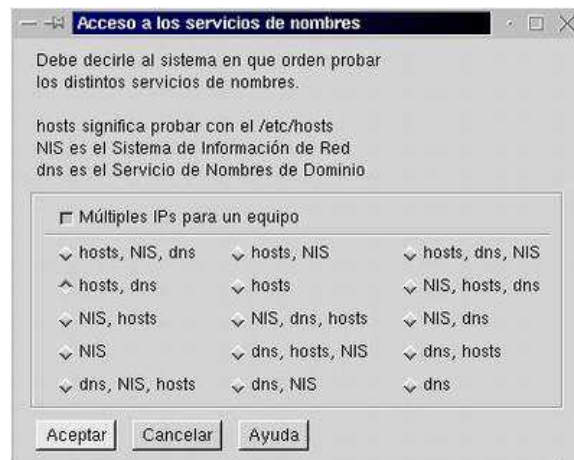 Acceso a los servicios de nombres
Debe decirle al sistema en que orden probar
los distintos servicios de nombres.
hosts significa probar con el /etc/hosts
NIS es el Sistema de Información de Red
dns es el Servicio de Nombres de Dominio
Múltiples IPs para un equipo
hosts, NIS, dns hosts, NIS hosts, dns, NIS
hosts, dns hosts NIS, hosts, dns
NIS, hosts NIS, dns, hosts NIS, dns
NIS dns, hosts, NIS dns, hosts
dns, NIS, hosts dns, NIS dns
Aceptar Cancelar Ayuda